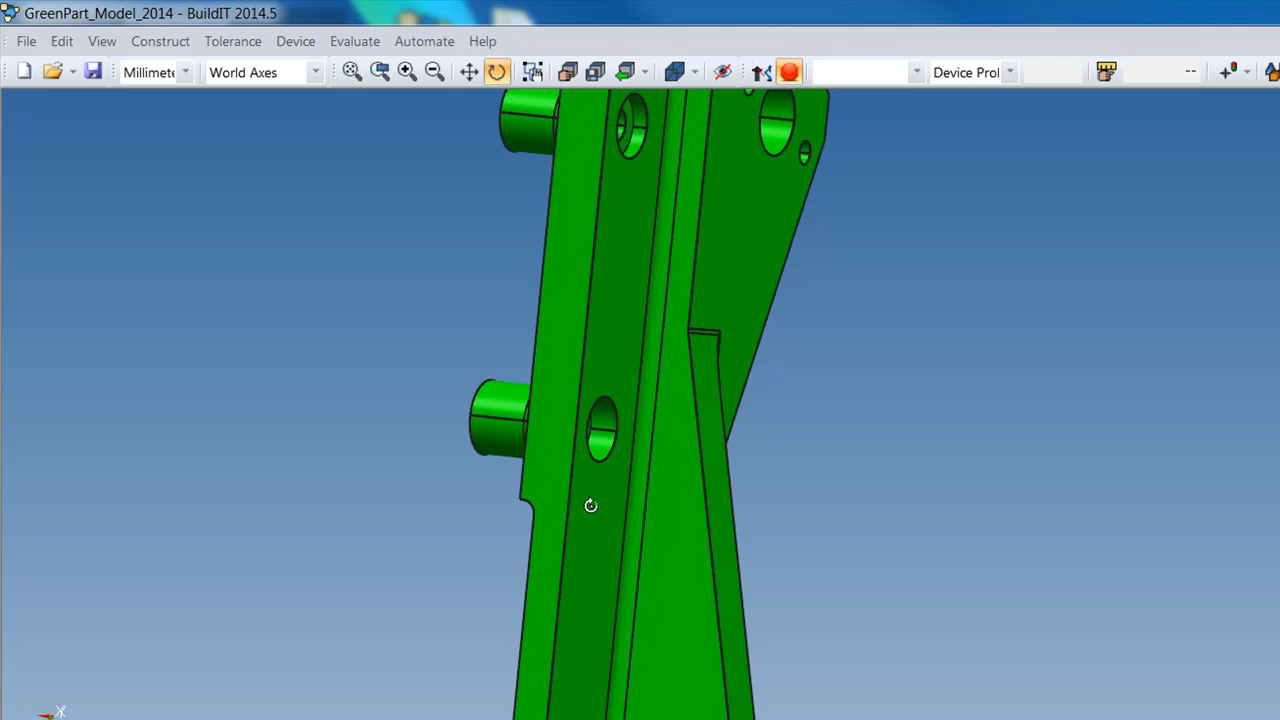 GreenPart_Model_2014 - BuildIT 2014.5
File Edit View Construct Tolerance Device Evaluate Automate Help
Millimete World Axes Device Prol --
X